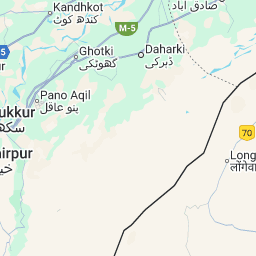 Kandhkot
کندھ کوٹ
صادق آباد
M-5
5
ur
Ghotki
گھوٹکی
Daharki
ڈہرکی
Pano Aqil
پنو عاقل
ukkur
سکھ
airpur
خی
70
Long
लोंगेवा